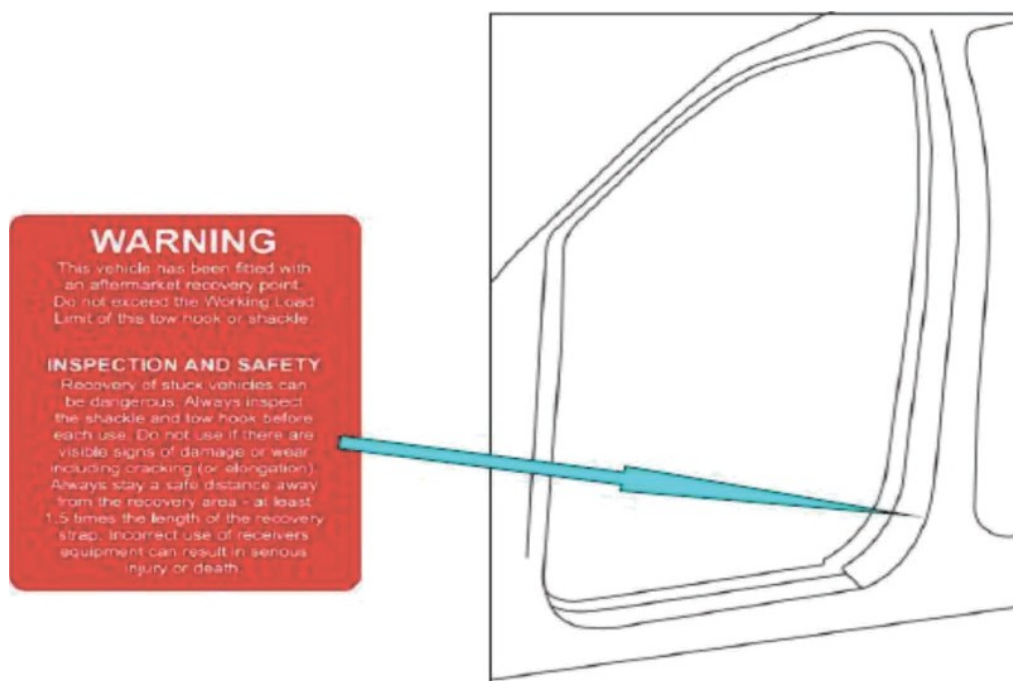 WARNING
This vehicle has been fitted with
an aftermarket recovery point.
Do not exceed the Working Load
Limit of this tow hook or shackle.
INSPECTION AND SAFETY
Recovery of stuck vehicles can
be dangerous. Always inspect
the shackle and tow hook before
each use. Do not use if there are
visible signs of damage or wear
including cracking (or elongation).
Always stay a safe distance away
from the recovery area - at least
1.5 times the length of the recovery
strap. Incorrect use of receivers
equipment can result in serious
injury or death.